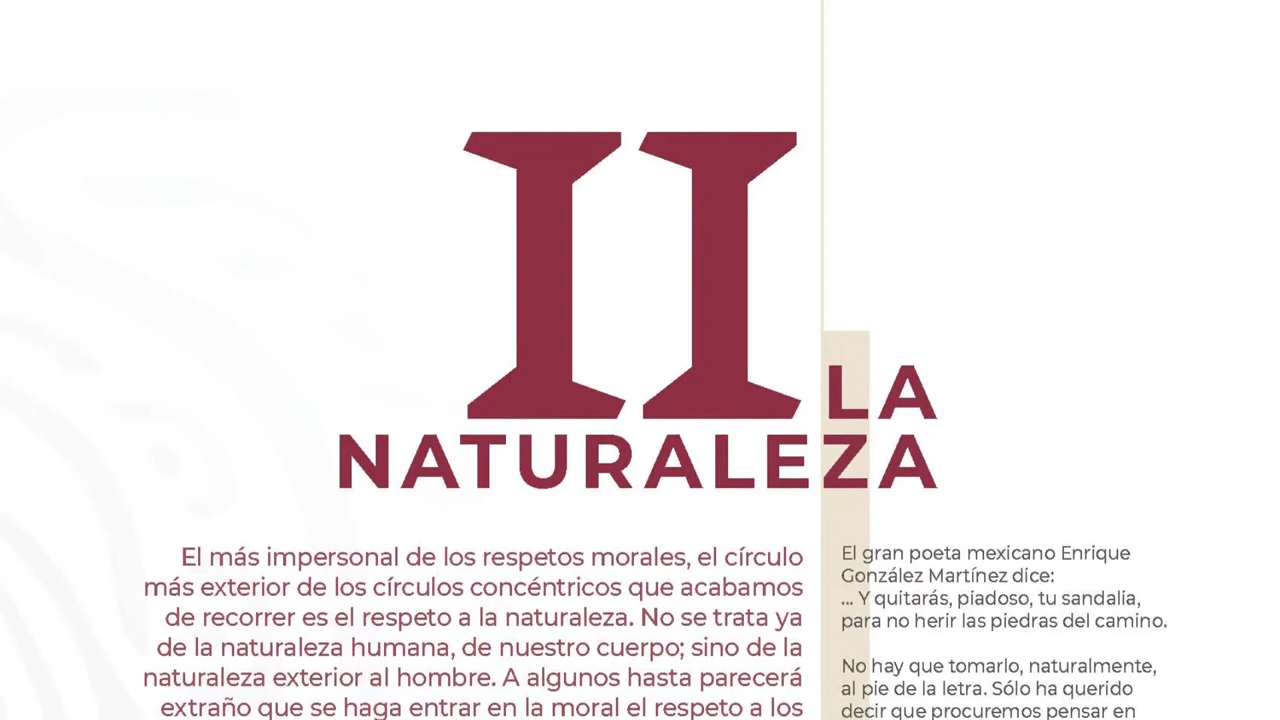 II
LA
NATURALEZA
El más impersonal de los respetos morales, el círculo
más exterior de los círculos concéntricos que acabamos
de recorrer es el respeto a la naturaleza. No se trata ya
de la naturaleza humana, de nuestro cuerpo; sino de la
naturaleza exterior al hombre. A algunos hasta parecerá
extraño que se haga entrar en la moral el respeto a los
El gran poeta mexicano Enrique
González Martínez dice:
... Y quitarás, piadoso, tu sandalia,
para no herir las piedras del camino.
No hay que tomarlo, naturalmente,
al pie de la letra. Sólo ha querido
decir que procuremos pensar en